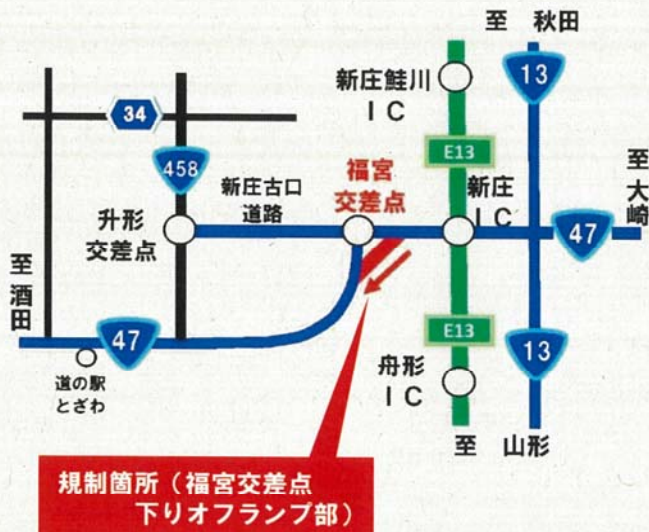 至 秋田
13
新庄鮭川
ＩＣ
34
E13
458
福宮
交差点
新庄古口
道路
新庄
ＩＣ
至大崎
升形
交差点
47
至酒田
47
E13
13
道の駅
とざわ
舟形
ＩＣ
至 山形
規制箇所（福宮交差点
下りオフランプ部）